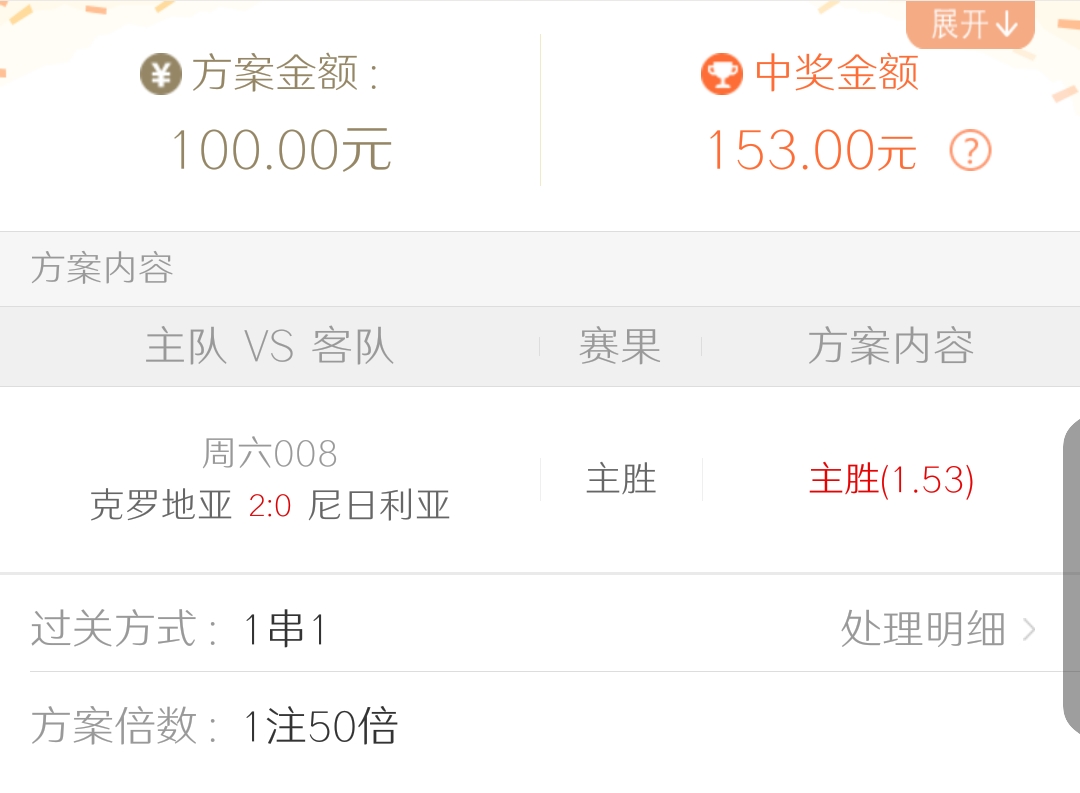 展开↓
方案金额： 中奖金额
100.00元 153.00元 ?
方案内容
主队 VS 客队 赛果 方案内容
周六008
克罗地亚 2:0 尼日利亚 主胜 主胜(1.53)
过关方式： 1串1 处理明细 >
方案倍数： 1注50倍